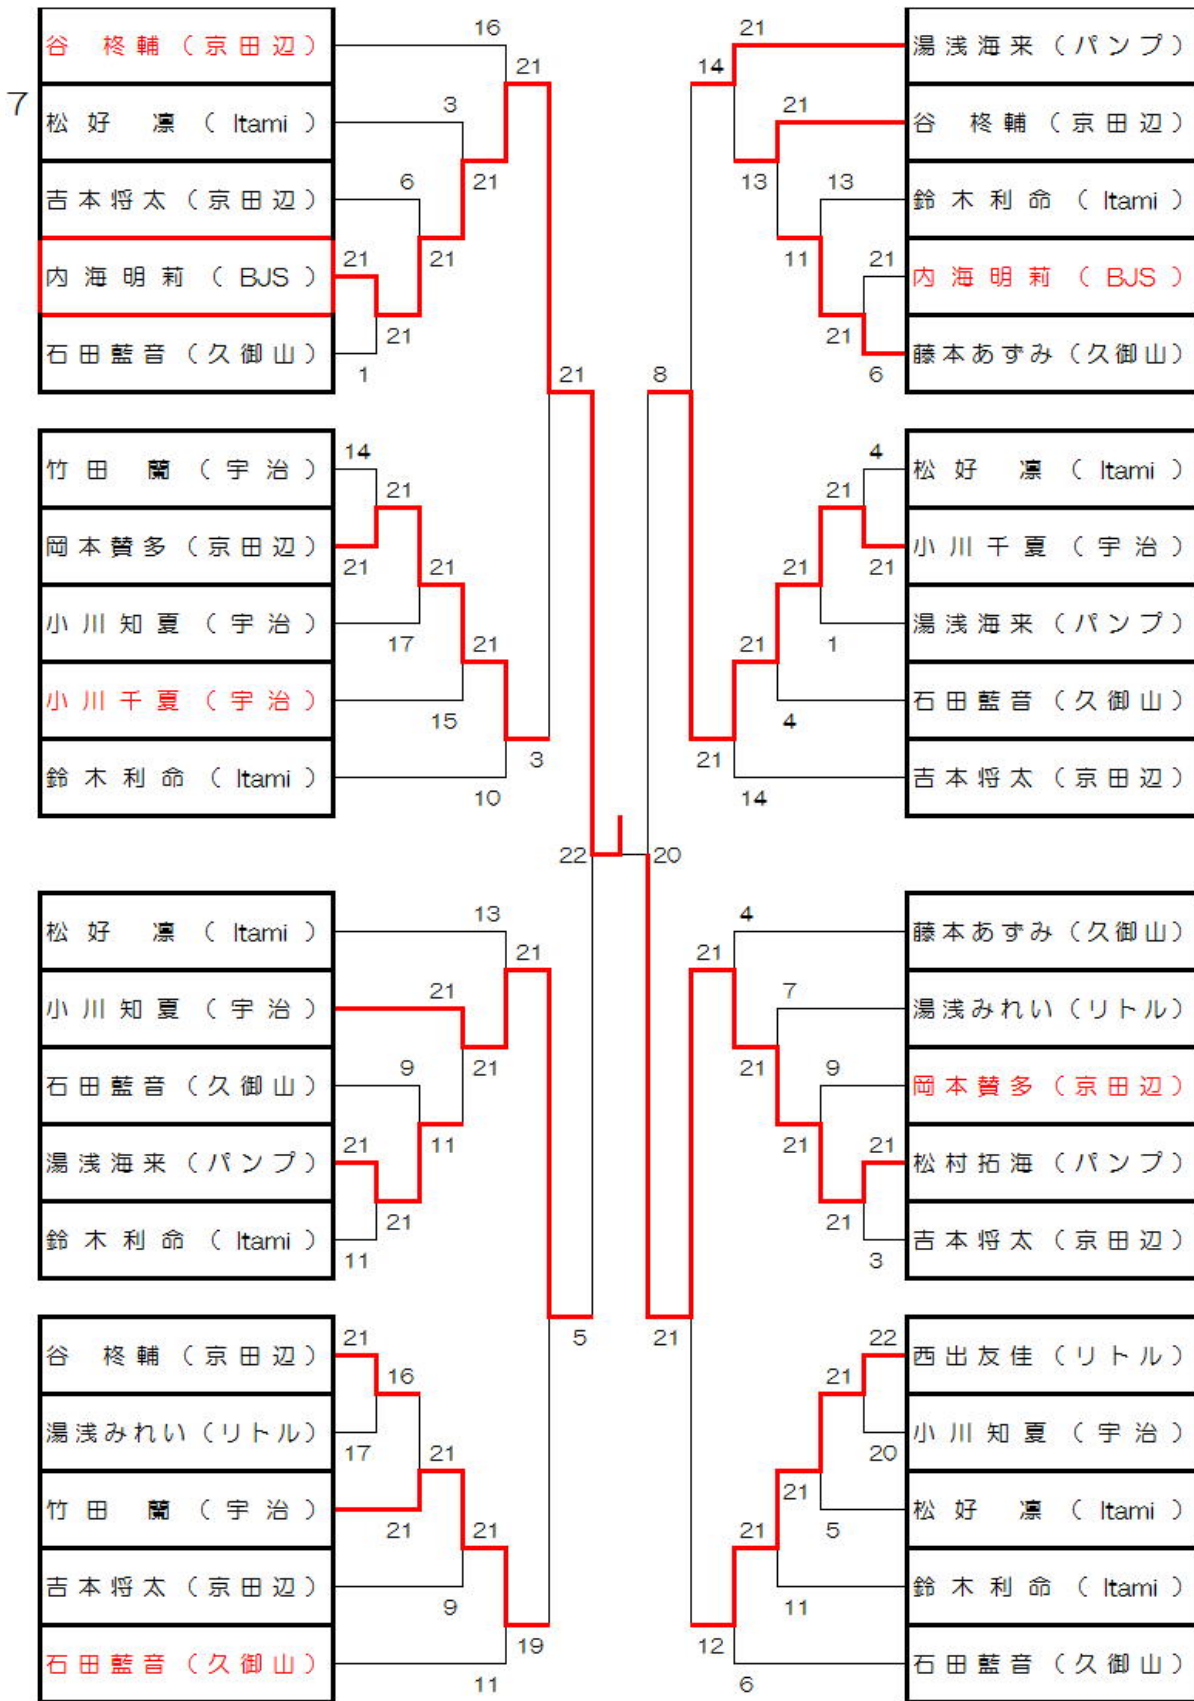 7
谷 柊輔（京田辺）
松好 凛（Itami）
吉本将太（京田辺）
内海明莉（BJS）
石田藍音（久御山）
16
21
3
21
6
21
21
21
1
竹田 蘭（宇治）
岡本賛多（京田辺）
小川知夏（宇治）
小川千夏（宇治）
鈴木利命（Itami）
14
21
21
21
17
21
15
3
10
21
22
松好 凛（Itami）
小川知夏（宇治）
石田藍音（久御山）
湯浅海来（パンプ）
鈴木利命（Itami）
13
21
21
21
9
11
21
21
11
谷 柊輔（京田辺）
湯浅みれい（リトル）
竹田 蘭（宇治）
吉本将太（京田辺）
石田藍音（久御山）
21
16
17
21
21
21
9
19
11
5
湯浅海来（パンプ）
谷 柊輔（京田辺）
鈴木利命（Itami）
内海明莉（BJS）
藤本あずみ（久御山）
21
14
21
13
13
11
21
21
6
松好 凛（Itami）
小川千夏（宇治）
湯浅海来（パンプ）
石田藍音（久御山）
吉本将太（京田辺）
4
21
21
21
1
21
4
21
14
8
20
藤本あずみ（久御山）
湯浅みれい（リトル）
岡本賛多（京田辺）
松村拓海（パンプ）
吉本将太（京田辺）
4
21
7
21
9
21
21
21
3
西出友佳（リトル）
小川知夏（宇治）
松好 凛（Itami）
鈴木利命（Itami）
石田藍音（久御山）
22
21
20
21
5
21
11
12
6
21